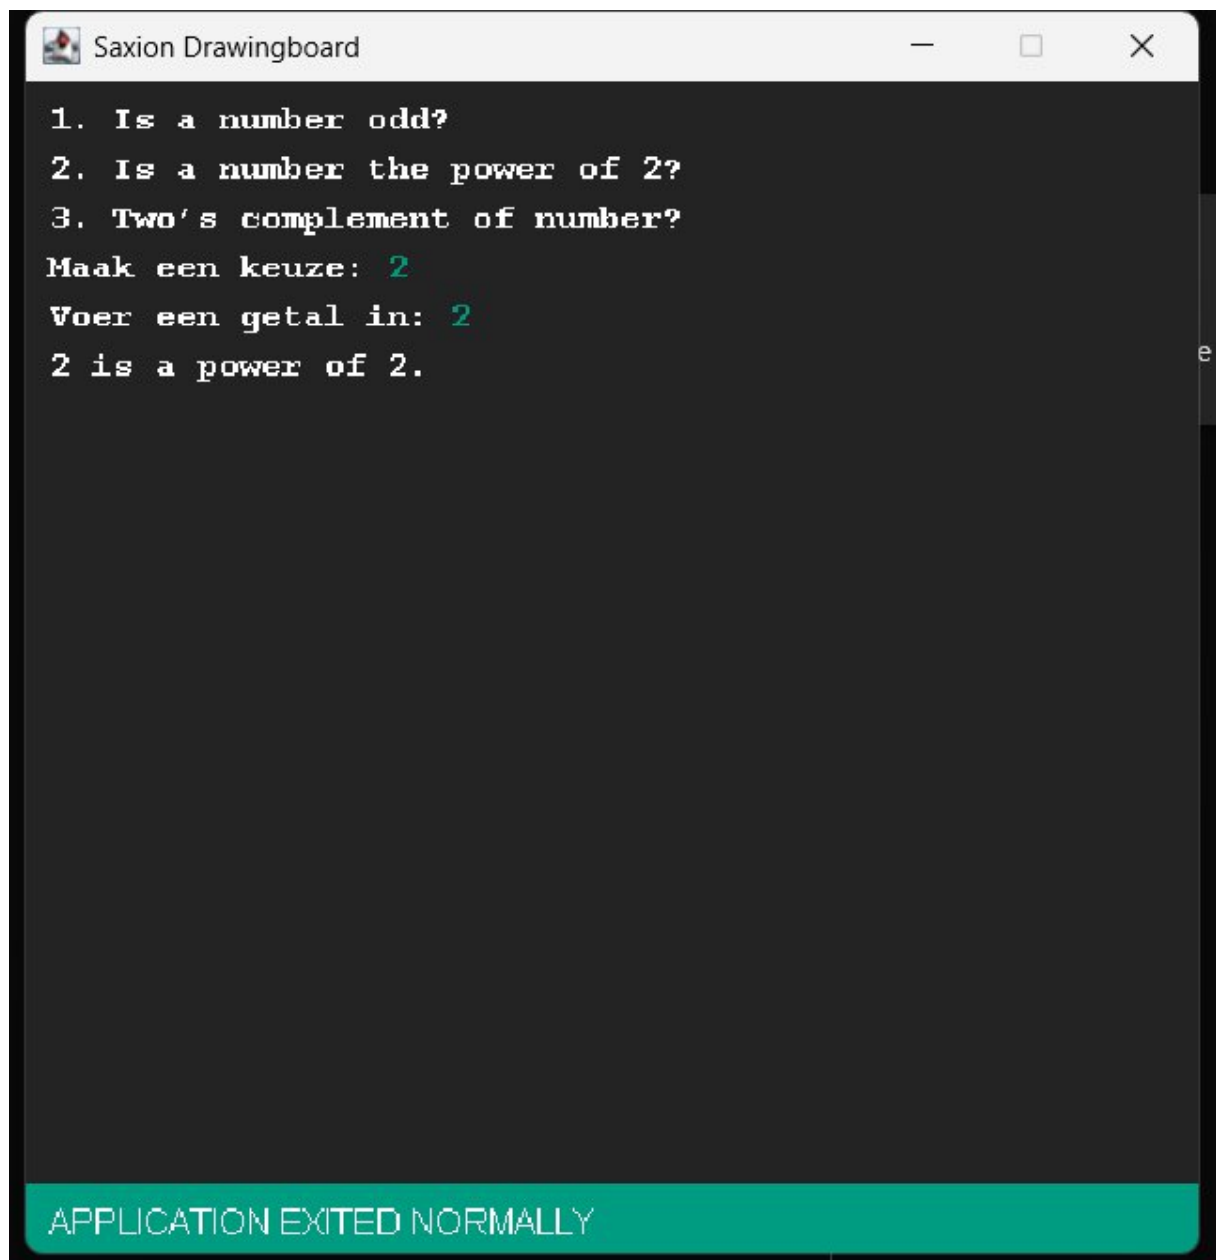 Saxion Drawingboard
1. Is a number odd?
2. Is a number the power of 2?
3. Two's complement of number?
Maak een keuze: 2
Voer een getal in: 2
2 is a power of 2.
e
APPLICATION EXITED NORMALLY